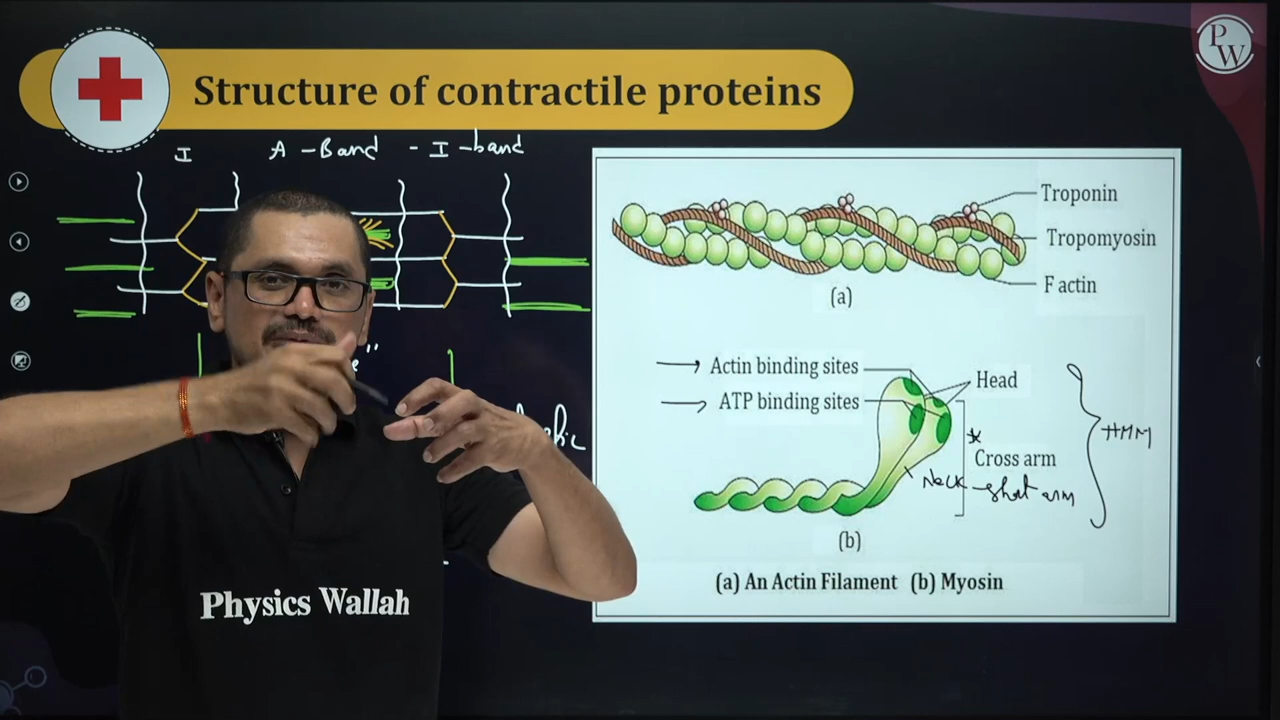 PW
Structure of contractile proteins
I A-Band - I-band
Troponin
Tropomyosin
F actin
(a)
Actin binding sites
ATP binding sites
Head
Cross arm
Neck - short arm
HMM
(b)
(a) An Actin Filament (b) Myosin
Physics Wallah